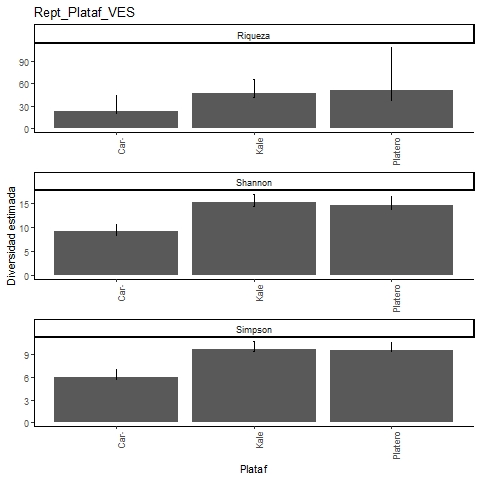 Rept_Plataf_VES
Riqueza
90
60
30
0
Car-
Kale
Platero
Shannon
15
10
5
0
Car-
Kale
Platero
Diversidad estimada
Simpson
9
6
3
0
Car-
Kale
Platero
Plataf